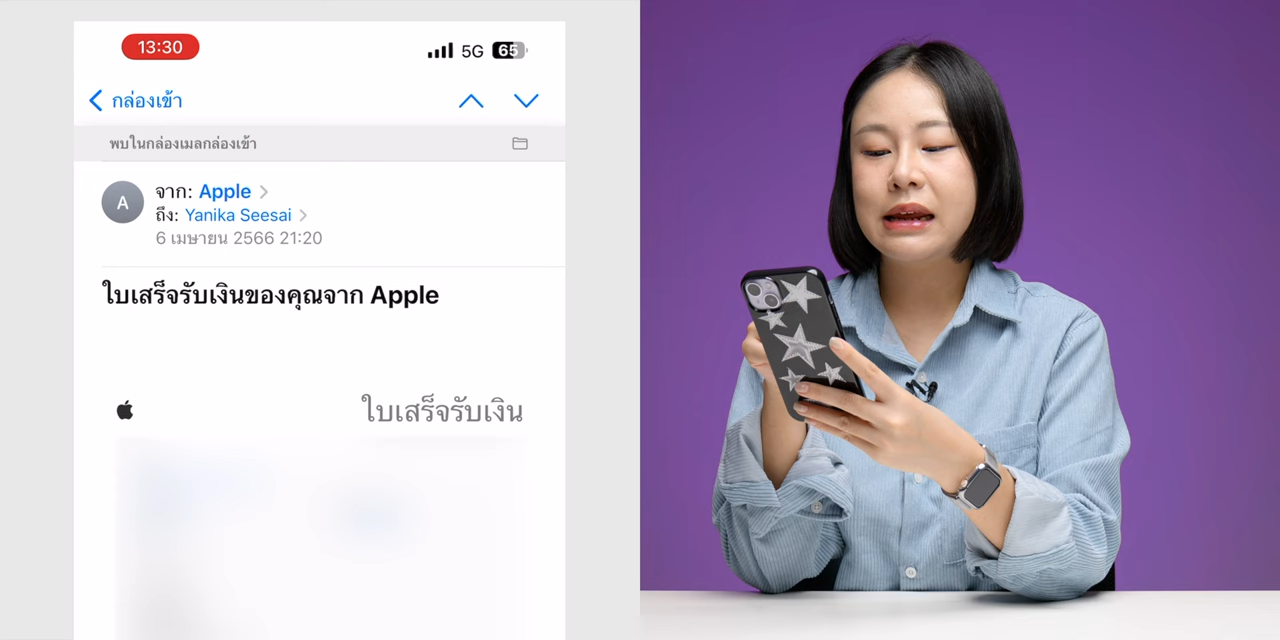 13:30
5G 65
กล่องเข้า
พบในกล่องเมลกล่องเข้า
A
จาก: Apple
ถึง: Yanika Seesai
6 เมษายน 2566 21:20
ใบเสร็จรับเงินของคุณจาก Apple
ใบเสร็จรับเงิน